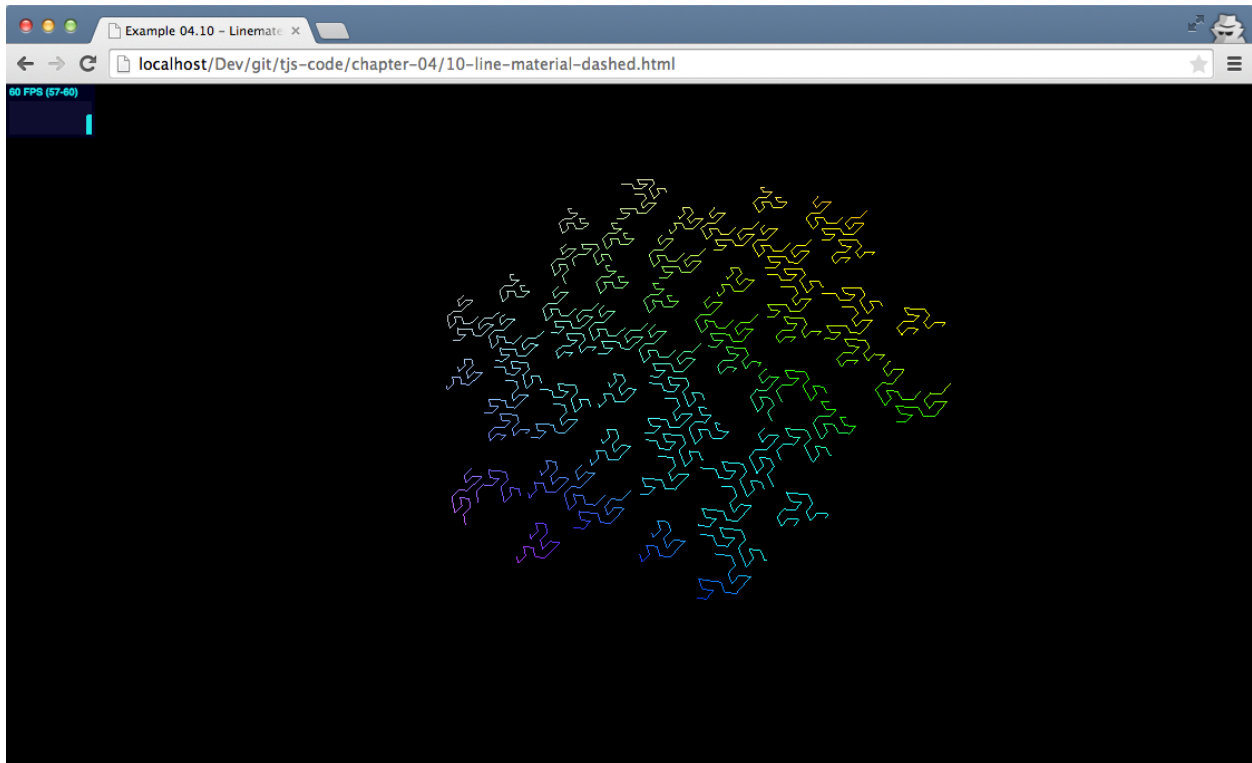 Example 04.10 - Linemate
localhost/Dev/git/tjs-code/chapter-04/10-line-material-dashed.html
60 FPS (57-60)